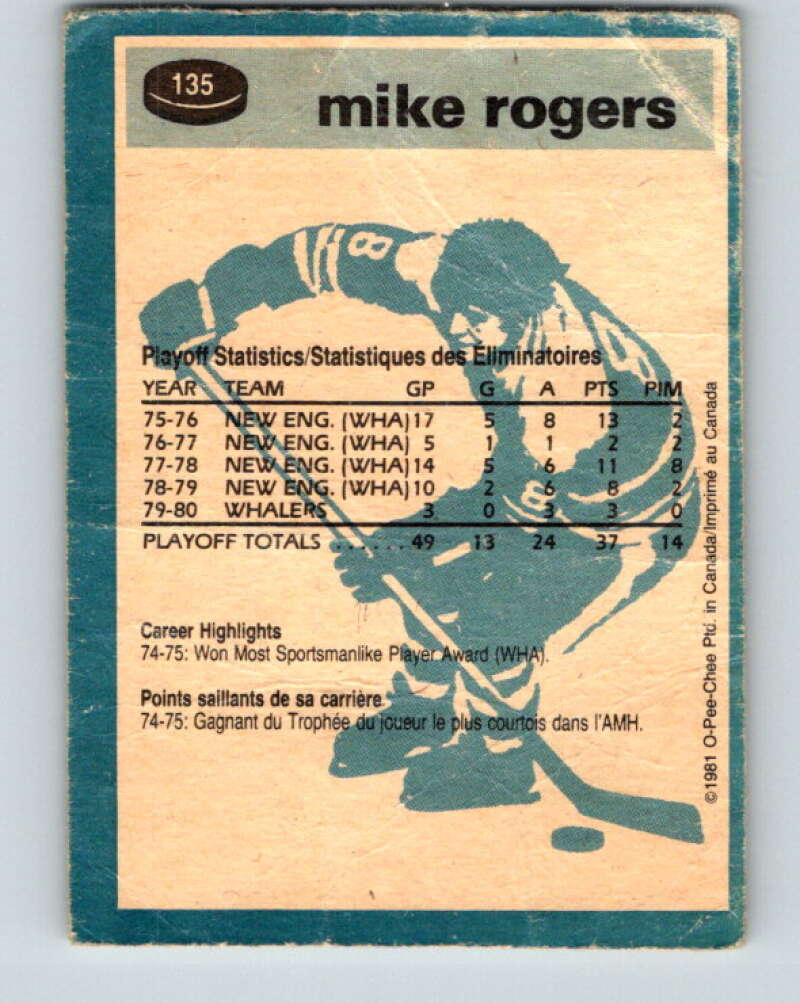 135
mike rogers
8
8
Playoff Statistics/Statistiques des Éliminatoires
YEAR TEAM GP G A PTS PIM
75-76 NEW ENG. (WHA) 17 5 8 13 2
76-77 NEW ENG. (WHA) 5 1 1 2 2
77-78 NEW ENG. (WHA) 14 5 6 11 8
78-79 NEW ENG. (WHA) 10 2 6 8 2
79-80 WHALERS 3 0 3 3 0
8
PLAYOFF TOTALS ...... 49 13 24 37 14
Career Highlights
74-75: Won Most Sportsmanlike Player Award (WHA).
Points saillants de sa carrière
74-75: Gagnant du Trophée du joueur le plus courtois dans l'AMH.
©1981 O-Pee-Chee Ptd. in Canada/Imprimé au Canada